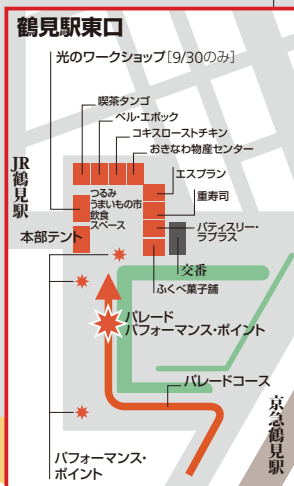 鶴見駅東口
光のワークショップ[9/30のみ]
喫茶タンゴ
ベル・エポック
コキスローストチキン
おきなわ物産センター
エスプラン
重寿司
パティスリー・
ラプラス
交番
ふくべ菓子舗
つるみ
うまいもの市
飲食
スペース
JR鶴見駅
本部テント
パレード
パフォーマンス・ポイント
パレードコース
京急鶴見駅
パフォーマンス・
ポイント